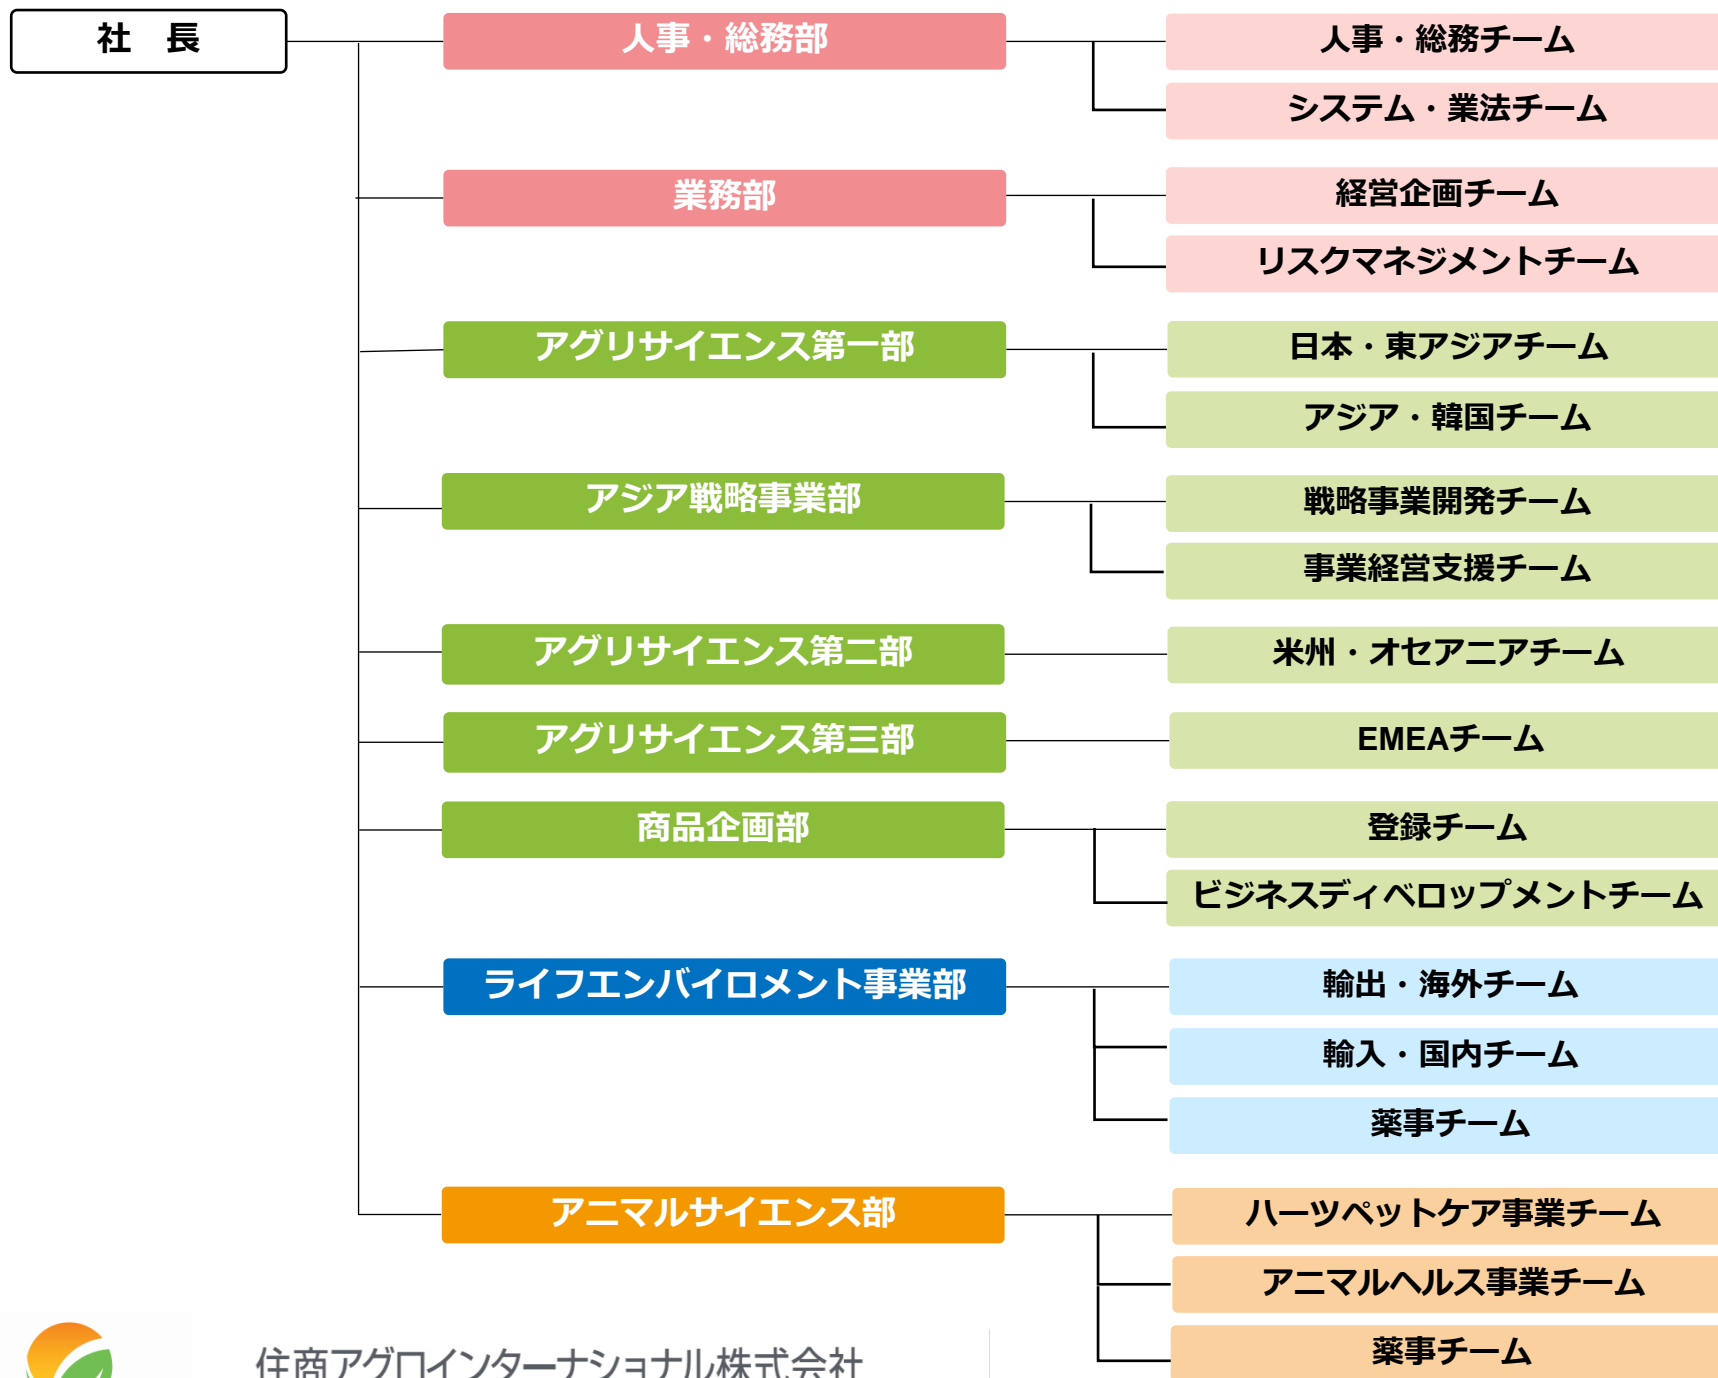 社　長
人事・総務部
人事・総務チーム
システム・業法チーム
業務部
経営企画チーム
リスクマネジメントチーム
アグリサイエンス第一部
日本・東アジアチーム
アジア・韓国チーム
アジア戦略事業部
戦略事業開発チーム
事業経営支援チーム
アグリサイエンス第二部
米州・オセアニアチーム
アグリサイエンス第三部
EMEAチーム
商品企画部
登録チーム
ビジネスディベロップメントチーム
ライフエンバイロメント事業部
輸出・海外チーム
輸入・国内チーム
薬事チーム
アニマルサイエンス部
ハーツペットケア事業チーム
アニマルヘルス事業チーム
薬事チーム
住商アグロインターナショナル株式会社